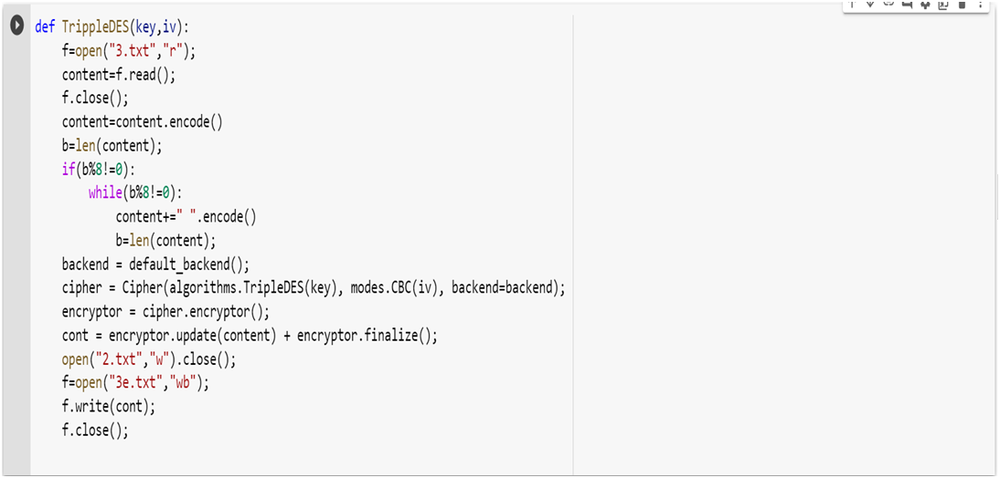 def TrippleDES(key,iv):
    f=open("3.txt","r");
    content=f.read();
    f.close();
    content=content.encode()
    b=len(content);
    if(b%8!=0):
        while(b%8!=0):
            content+=" ".encode()
            b=len(content);
    backend = default_backend();
    cipher = Cipher(algorithms.TripleDES(key), modes.CBC(iv), backend=backend);
    encryptor = cipher.encryptor();
    cont = encryptor.update(content) + encryptor.finalize();
    open("2.txt","w").close();
    f=open("3e.txt","wb");
    f.write(cont);
    f.close();